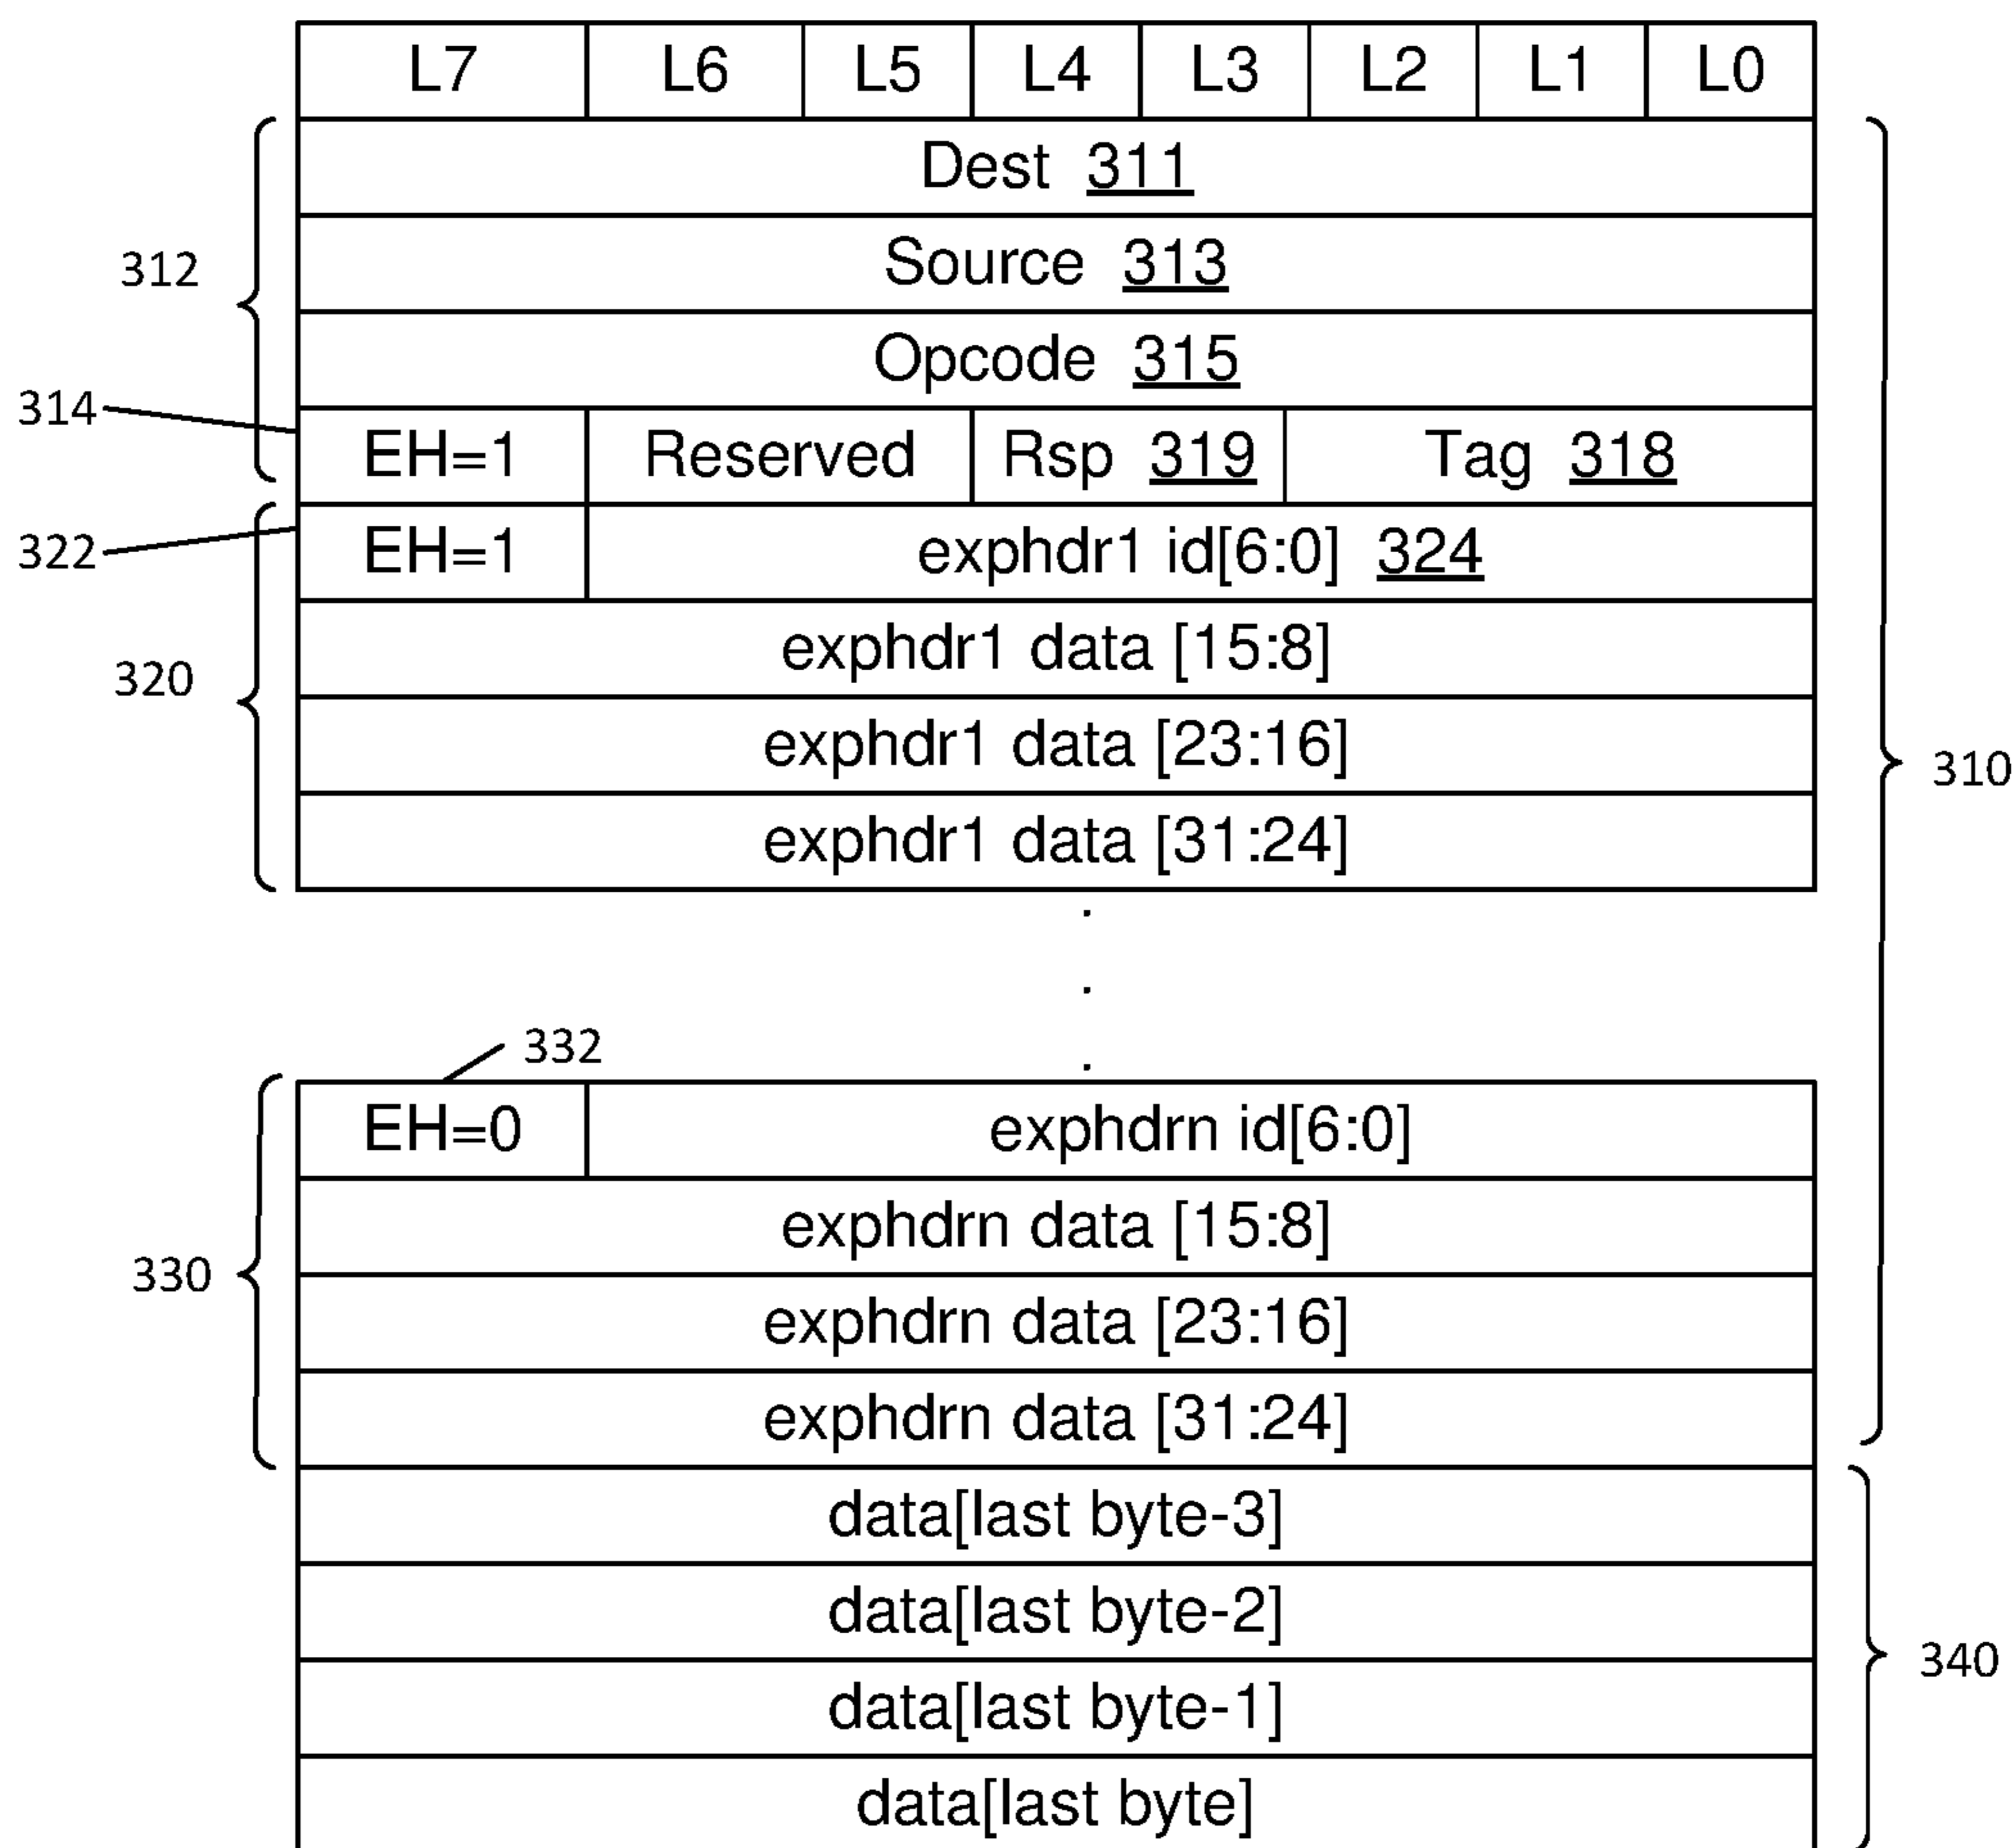 L7 L6 L5 L4 L3 L2 L1 L0
Dest 311
312
Source 313
Opcode 315
314
EH=1 Reserved Rsp 319 Tag 318
322
EH=1 exphdr1 id[6:0] 324
exphdr1 data [15:8]
320
exphdr1 data [23:16]
310
exphdr1 data [31:24]
.
.
.
332
EH=0 exphdrn id[6:0]
exphdrn data [15:8]
330
exphdrn data [23:16]
exphdrn data [31:24]
data[last byte-3]
data[last byte-2]
340
data[last byte-1]
data[last byte]